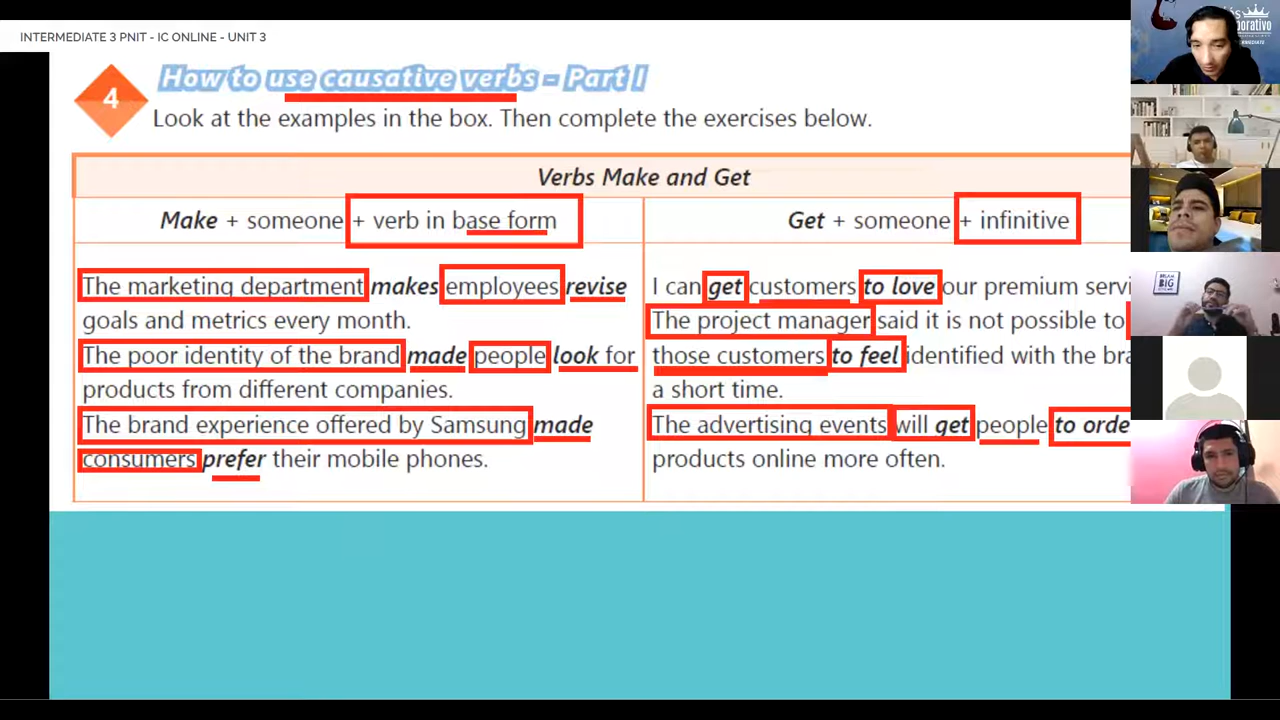 INTERMEDIATE 3 PNIT - IC ONLINE - UNIT 3
4
How to use causative verbs - Part I
Look at the examples in the box. Then complete the exercises below.
Verbs Make and Get
Make + someone + verb in base form
Get + someone + infinitive
The marketing department makes employees revise
goals and metrics every month.
The poor identity of the brand made people look for
products from different companies.
The brand experience offered by Samsung made
consumers prefer their mobile phones.
I can get customers to love our premium servi
The project manager said it is not possible to
those customers to feel identified with the bra
a short time.
The advertising events will get people to orde
products online more often.